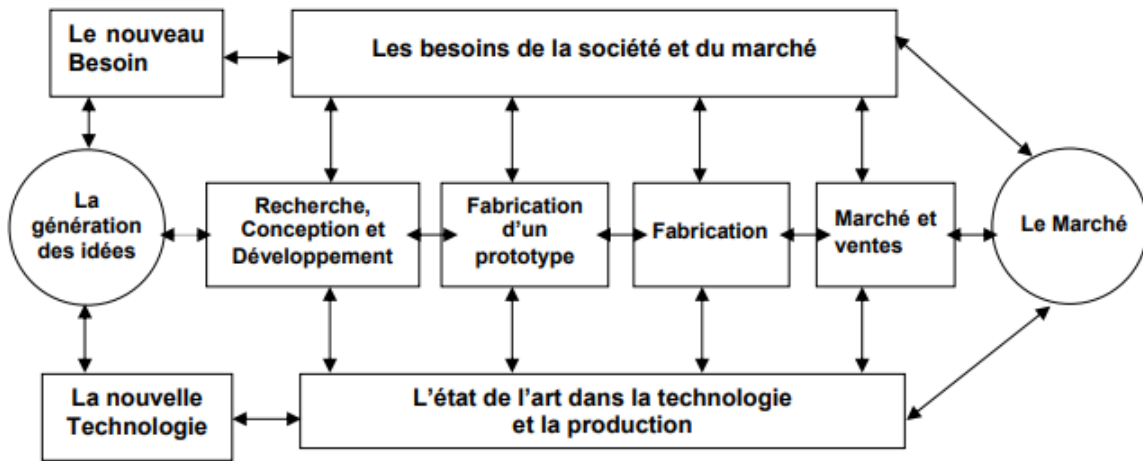 Le nouveau
Besoin
Les besoins de la société et du marché
La
génération
des idées
Recherche,
Conception et
Développement
Fabrication
d'un
prototype
Fabrication
Marché et
ventes
Le Marché
La nouvelle
Technologie
L'état de l'art dans la technologie
et la production